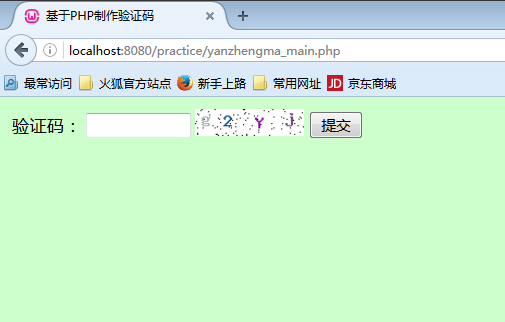 基于PHP制作验证码
localhost:8080/practice/yanzhengma_main.php
最常访问 火狐官方站点 新手上路 常用网址 JD 京东商城
验证码： g 2 Y J 提交